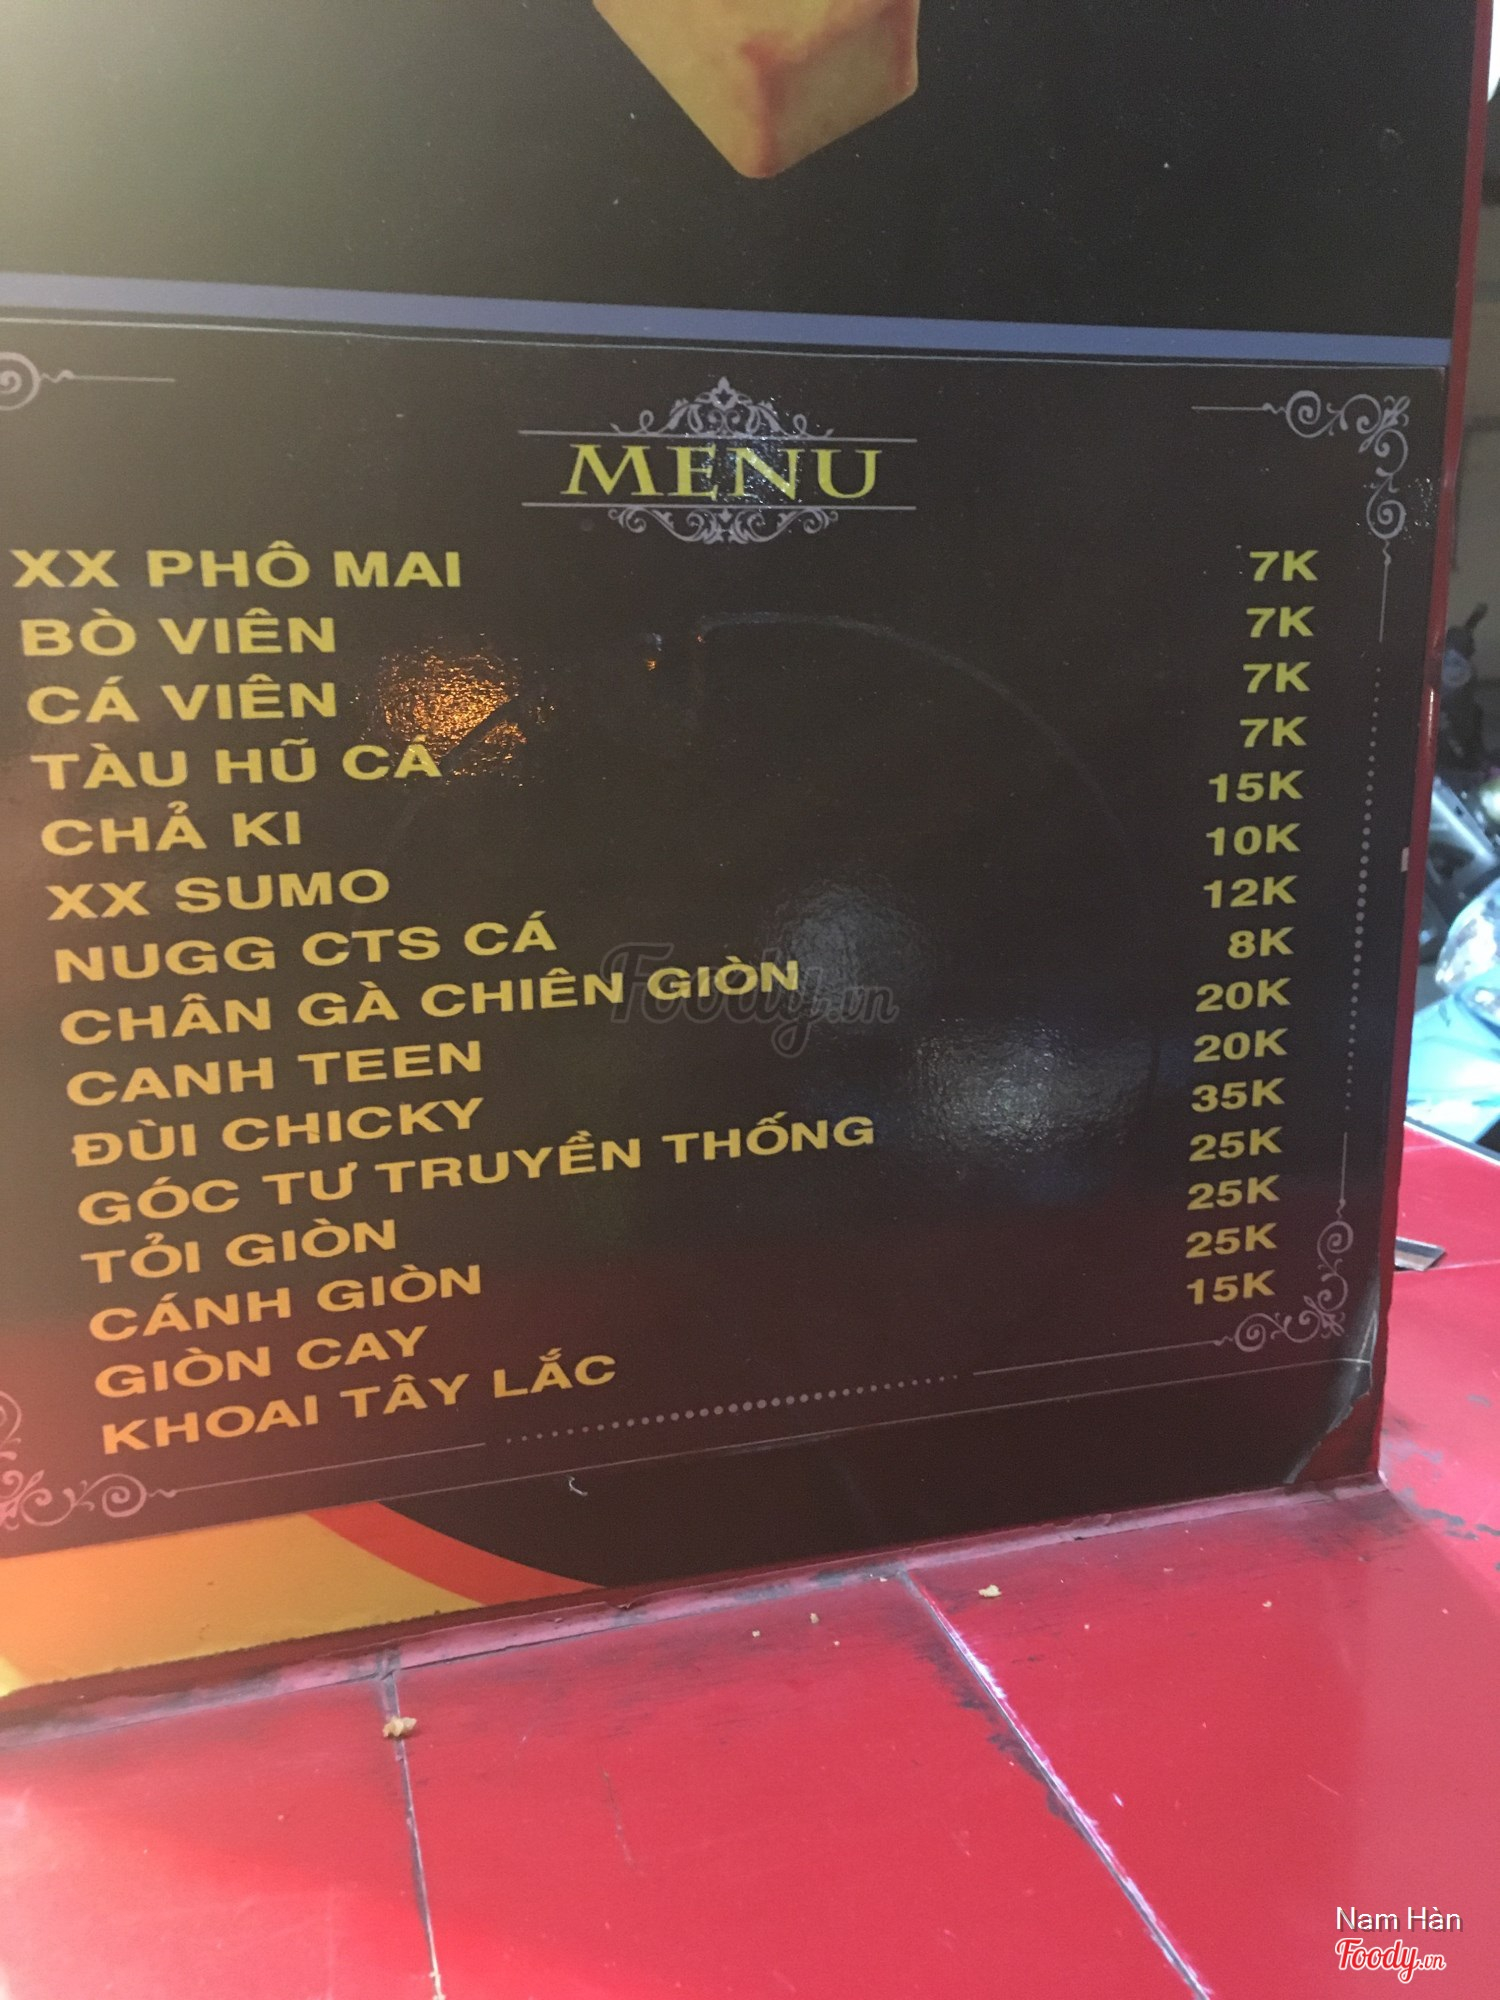 MENU
XX PHÔ MAI 7K
BÒ VIÊN 7K
CÁ VIÊN 7K
TÀU HŨ CÁ 7K
CHẢ KI 15K
XX SUMO 10K
NUGG CTS CÁ 12K
CHÂN GÀ CHIÊN GIÒN 8K
CANH TEEN 20K
ĐÙI CHICKY 20K
GÓC TƯ TRUYỀN THỐNG 35K
TỎI GIÒN 25K
CÁNH GIÒN 25K
GIÒN CAY 25K
KHOAI TÂY LẮC 15K
Foody.vn
Nam Hàn
Foody.vn